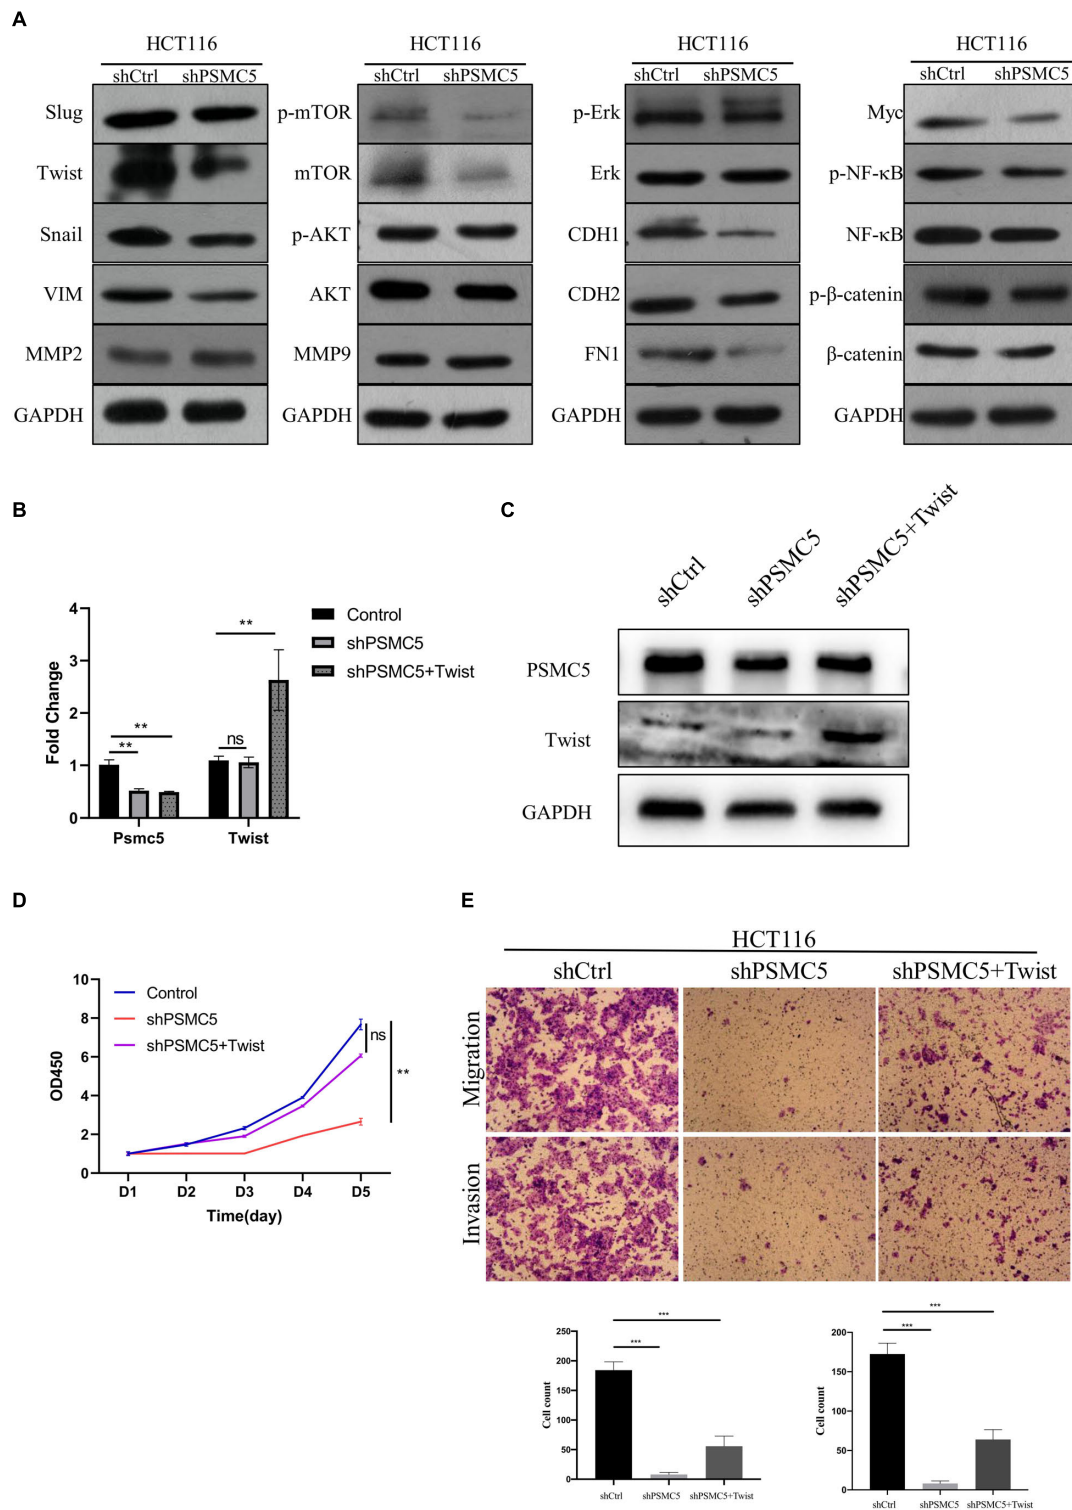 A
HCT116
shCtrl shPSMC5
Slug
Twist
Snail
VIM
MMP2
GAPDH
HCT116
shCtrl shPSMC5
p-mTOR
mTOR
p-AKT
AKT
MMP9
GAPDH
HCT116
shCtrl shPSMC5
p-Erk
Erk
CDH1
CDH2
FN1
GAPDH
HCT116
shCtrl shPSMC5
Myc
p-NF-κB
NF-κB
p-β-catenin
β-catenin
GAPDH
B
Fold Change
4
3
2
1
0
**
**
ns
**
Psmc5 Twist
Control
shPSMC5
shPSMC5+Twist
C
shCtrl
shPSMC5
shPSMC5+Twist
PSMC5
Twist
GAPDH
D
OD450
10
8
6
4
2
0
Control
shPSMC5
shPSMC5+Twist
ns
**
D1 D2 D3 D4 D5
Time(day)
E
HCT116
shCtrl shPSMC5 shPSMC5+Twist
Migration
Invasion
Cell count
250
200
150
100
50
0
***
***
shCtrl shPSMC5 shPSMC5+Twist
Cell count
200
150
100
50
0
***
***
shCtrl shPSMC5 shPSMC5+Twist